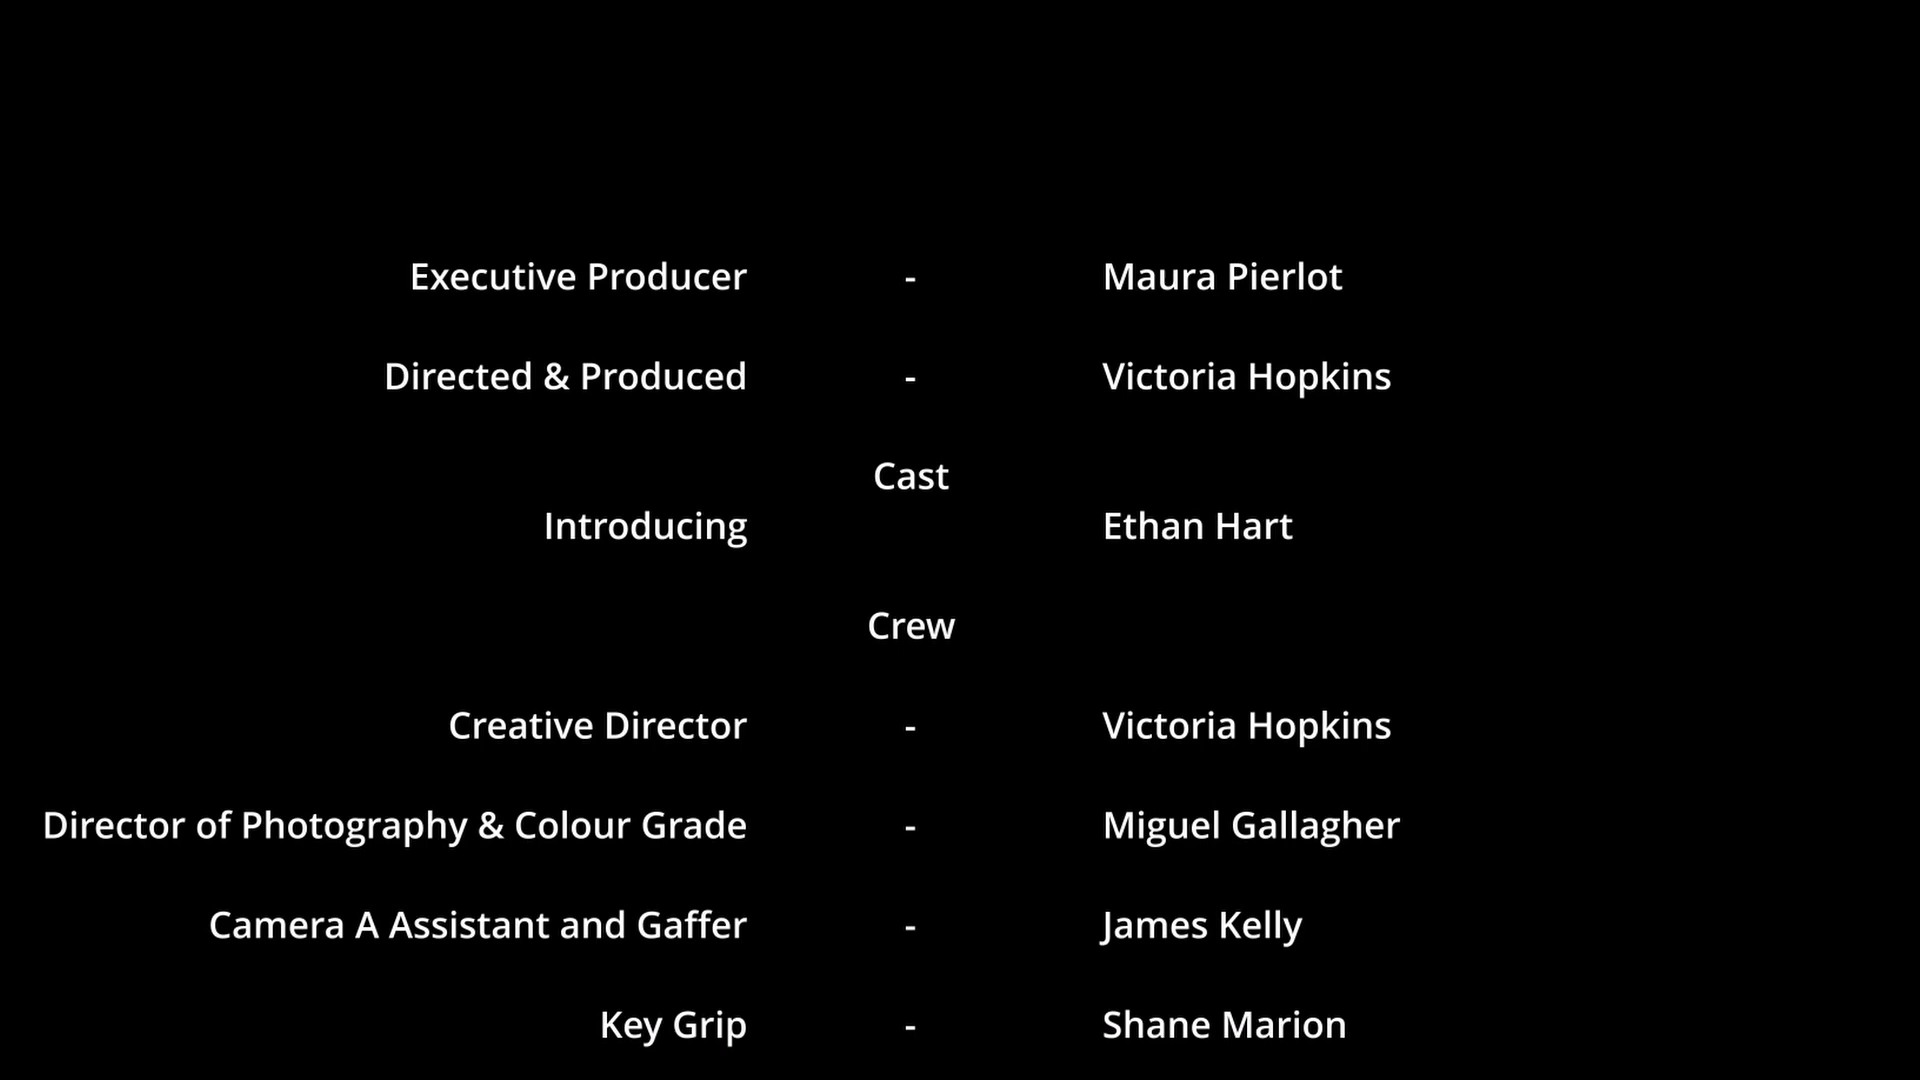 Executive Producer - Maura Pierlot
Directed & Produced - Victoria Hopkins
Cast
Introducing Ethan Hart
Crew
Creative Director - Victoria Hopkins
Director of Photography & Colour Grade - Miguel Gallagher
Camera A Assistant and Gaffer - James Kelly
Key Grip - Shane Marion